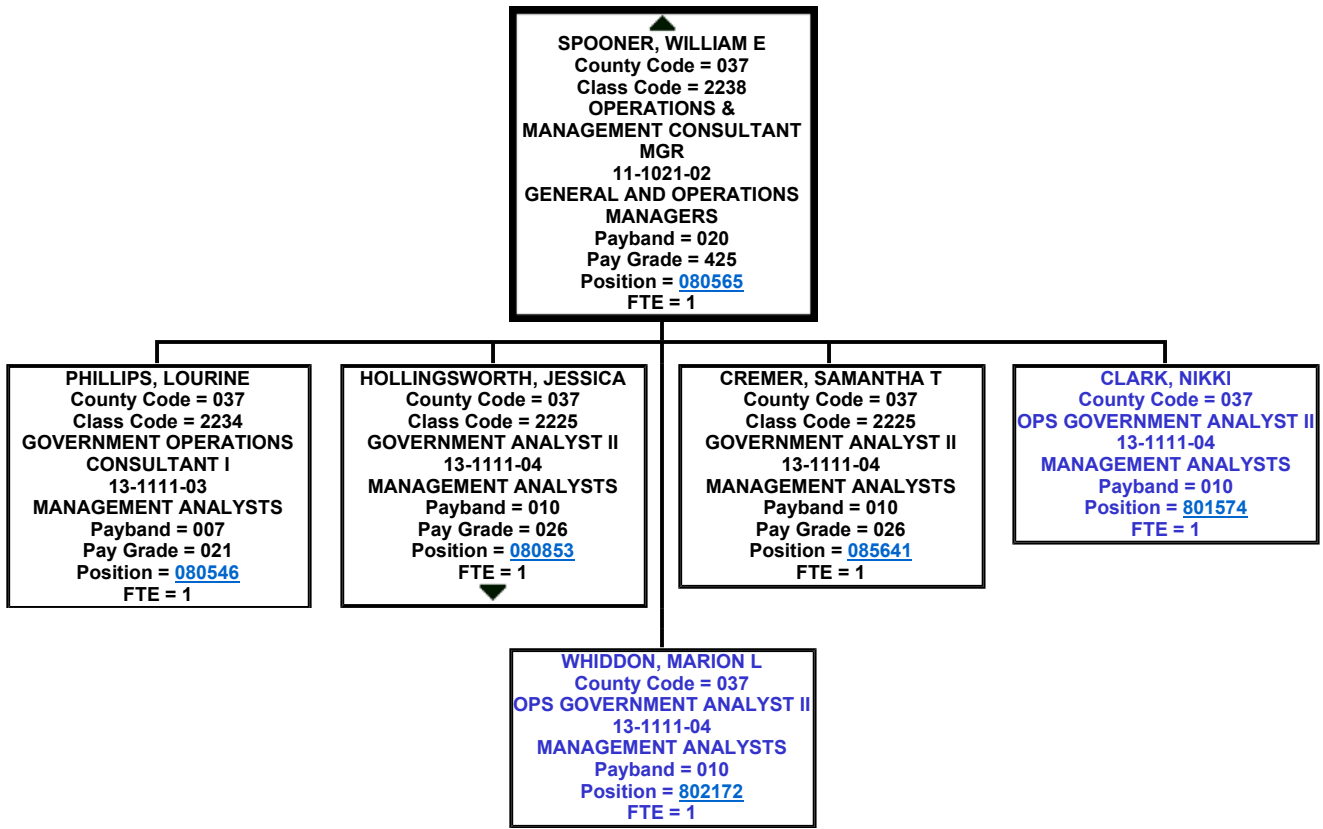 SPOONER, WILLIAM E
County Code = 037
Class Code = 2238
OPERATIONS &
MANAGEMENT CONSULTANT
MGR
11-1021-02
GENERAL AND OPERATIONS
MANAGERS
Payband = 020
Pay Grade = 425
Position = 080565
FTE = 1
PHILLIPS, LOURINE
County Code = 037
Class Code = 2234
GOVERNMENT OPERATIONS
CONSULTANT I
13-1111-03
MANAGEMENT ANALYSTS
Payband = 007
Pay Grade = 021
Position = 080546
FTE = 1
HOLLINGSWORTH, JESSICA
County Code = 037
Class Code = 2225
GOVERNMENT ANALYST II
13-1111-04
MANAGEMENT ANALYSTS
Payband = 010
Pay Grade = 026
Position = 080853
FTE = 1
CREMER, SAMANTHA T
County Code = 037
Class Code = 2225
GOVERNMENT ANALYST II
13-1111-04
MANAGEMENT ANALYSTS
Payband = 010
Pay Grade = 026
Position = 085641
FTE = 1
CLARK, NIKKI
County Code = 037
OPS GOVERNMENT ANALYST II
13-1111-04
MANAGEMENT ANALYSTS
Payband = 010
Position = 801574
FTE = 1
WHIDDON, MARION L
County Code = 037
OPS GOVERNMENT ANALYST II
13-1111-04
MANAGEMENT ANALYSTS
Payband = 010
Position = 802172
FTE = 1